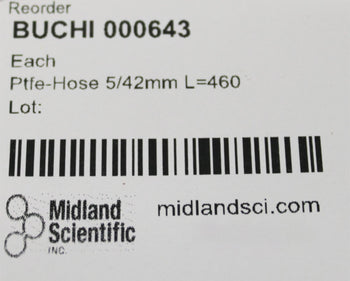 Reorder
BUCHI 000643
Each
Ptfe-Hose 5/42mm L=460
Lot:
Midland
Scientific
INC.
midlandsci.com